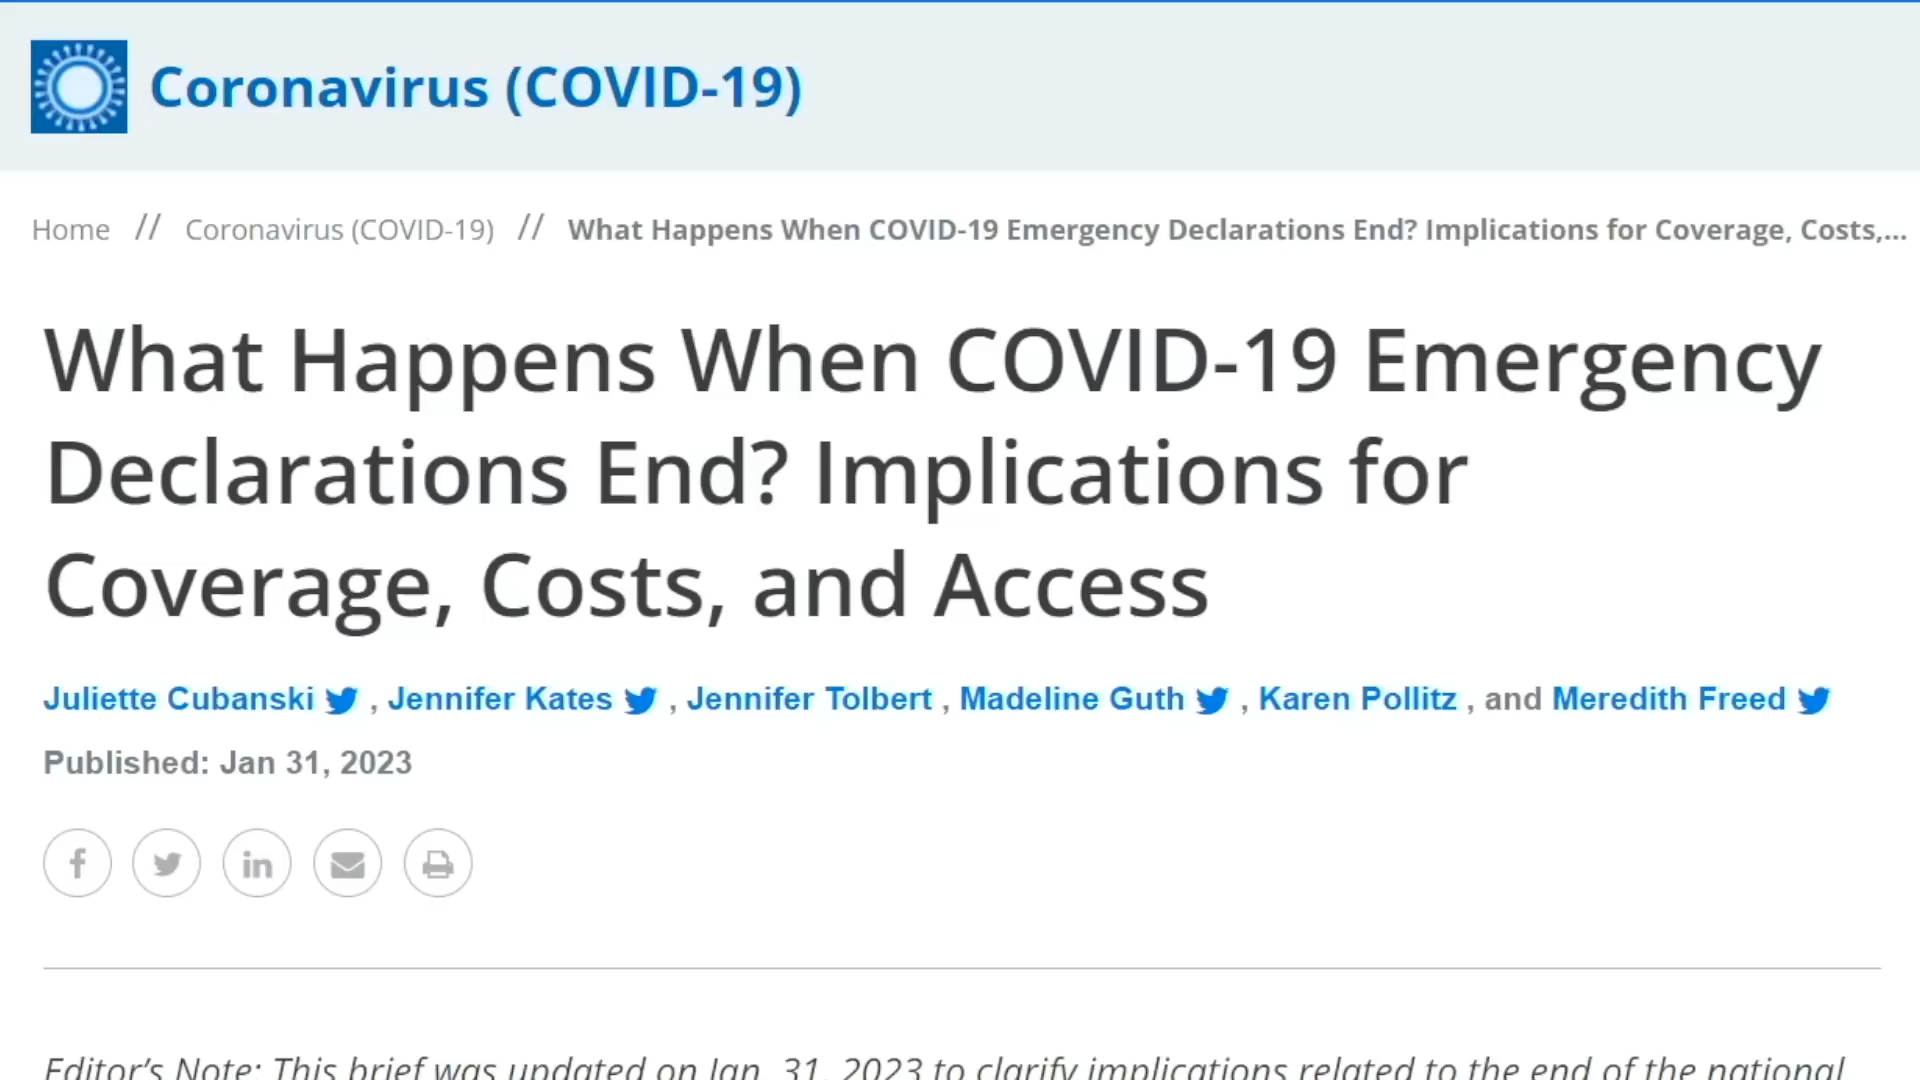 Coronavirus (COVID-19)
Home // Coronavirus (COVID-19) // What Happens When COVID-19 Emergency Declarations End? Implications for Coverage, Costs,...
What Happens When COVID-19 Emergency
Declarations End? Implications for
Coverage, Costs, and Access
Juliette Cubanski , Jennifer Kates , Jennifer Tolbert , Madeline Guth , Karen Pollitz , and Meredith Freed
Published: Jan 31, 2023
f in
Editor's Note: This brief was updated on Jan. 31, 2023 to clarify implications related to the end of the national